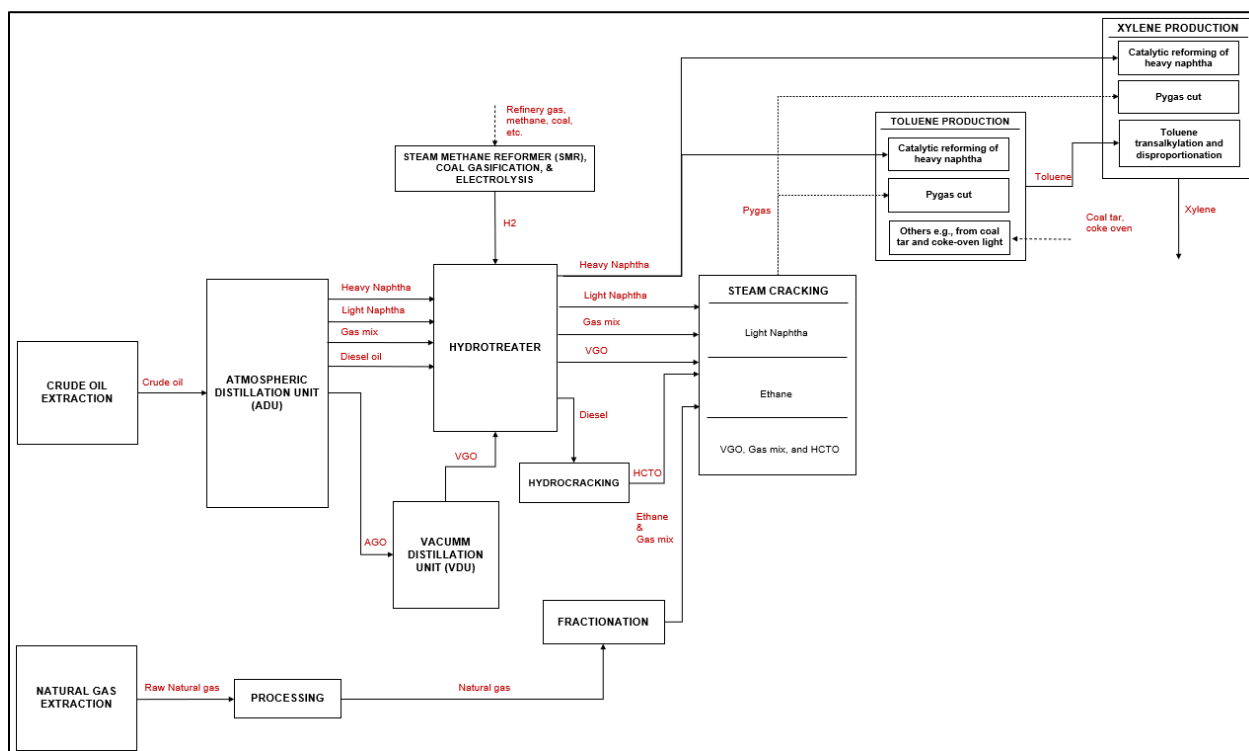 XYLENE PRODUCTION
Catalytic reforming of
heavy naphtha
Pygas cut
Toluene
transalkylation and
disproportionation
Xylene
TOLUENE PRODUCTION
Catalytic reforming of
heavy naphtha
Pygas cut
Others e.g., from coal
tar and coke-oven light
Toluene
Coal tar,
coke oven
Pygas
Refinery gas,
methane, coal,
etc.
STEAM METHANE REFORMER (SMR),
COAL GASIFICATION, &
ELECTROLYSIS
H2
Heavy Naphtha
Light Naphtha
Gas mix
Diesel oil
HYDROTREATER
Heavy Naphtha
Light Naphtha
Gas mix
VGO
Diesel
STEAM CRACKING
Light Naphtha
Ethane
VGO, Gas mix, and HCTO
CRUDE OIL
EXTRACTION
Crude oil
ATMOSPHERIC
DISTILLATION UNIT
(ADU)
VGO
HYDROCRACKING
HCTO
AGO
VACUMM
DISTILLATION
UNIT (VDU)
Ethane
&
Gas mix
FRACTIONATION
NATURAL GAS
EXTRACTION
Raw Natural gas
PROCESSING
Natural gas